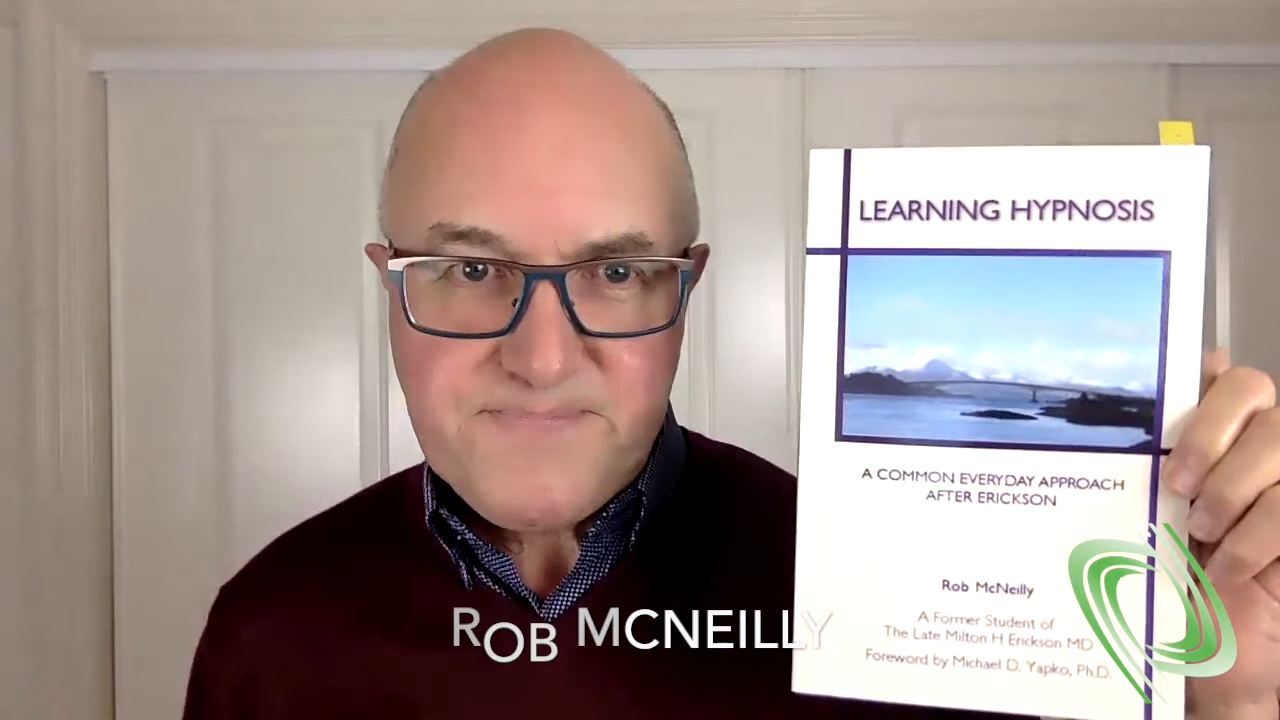 LEARNING HYPNOSIS
A COMMON EVERYDAY APPROACH
AFTER ERICKSON
Rob McNeilly
A Former Student of
The Late Milton H Erickson MD
Foreword by Michael D. Yapko, Ph.D.
ROB MCNEILLY